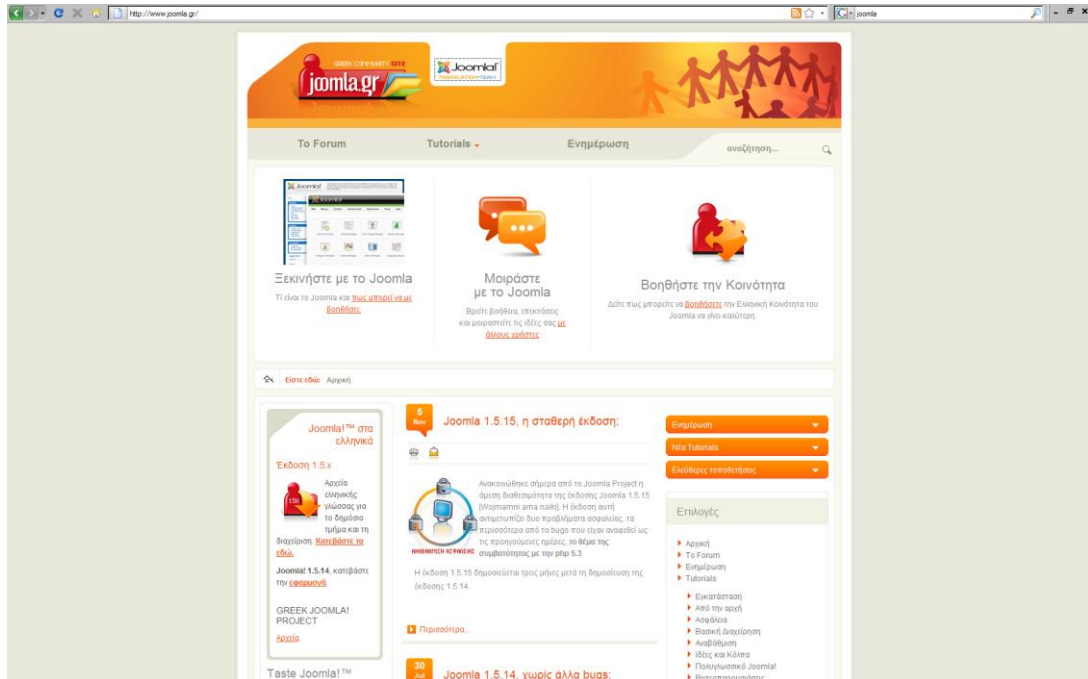 http://www.joomla.gr/
joomla
GREEK COMMUNITY SITE
joomla.gr
Joomla!
TRANSLATION TEAM
Το Forum
Tutorials
Ενημέρωση
αναζήτηση...
Joomla!
Ξεκινήστε με το Joomla
Τί είναι το Joomla και πως μπορεί να με
βοηθήσει.
Μοιράστε
με το Joomla
Βρείτε βοήθεια, επεκτάσεις
και μοιραστείτε τις ιδέες σας με
άλλους χρήστες
Βοηθήστε την Κοινότητα
Δείτε πως μπορείτε να βοηθήσετε την Ελληνική Κοινότητα του
Joomla να γίνει καλύτερη.
Είστε εδώ: Αρχική
Joomla!™ στα
ελληνικά
Έκδοση 1.5.x
Αρχεία
ελληνικής
γλώσσας για
το δημόσιο
τμήμα και τη
διαχείριση. Κατεβάστε τα
εδώ.
Joomla! 1.5.14, κατεβάστε
την εφαρμογή.
GREEK JOOMLA!
PROJECT
Αρχεία
Taste Joomla!™
5
Nov
Joomla 1.5.15, η σταθερή έκδοση;
Ανακοινώθηκε σήμερα από το Joomla Project η
άμεση διαθεσιμότητα της έκδοσης Joomla 1.5.15
[Wojmamni ama naiki]. Η έκδοση αυτή
αντιμετωπίζει δυο προβλήματα ασφαλείας, τα
περισσότερα από τα bugs που είχαν αναφεθεί ως
τις προηγούμενες ημέρες, το θέμα της
συμβατότητας με την php 5.3
ΑΝΑΒΑΘΜΙΣΗ ΑΣΦΑΛΕΙΑΣ
Η έκδοση 1.5.15 δημοσιεύεται τρεις μήνες μετά τη δημοσίευση της
έκδοσης 1.5.14.
Περισσότερα...
30
Jul
Joomla 1.5.14, χωρίς άλλα bugs;
Ενημέρωση
Νέα Tutorials
Ελεύθερες τοποθετήσεις
Επιλογές
Αρχική
Το Forum
Ενημέρωση
Tutorials
Εγκατάσταση
Από την αρχή
Ασφάλεια
Βασική Διαχείριση
Αναβάθμιση
Ιδέες και Κόλπα
Πολυγλωσσικό Joomla!
Βιντεοπαρουσιάσεις